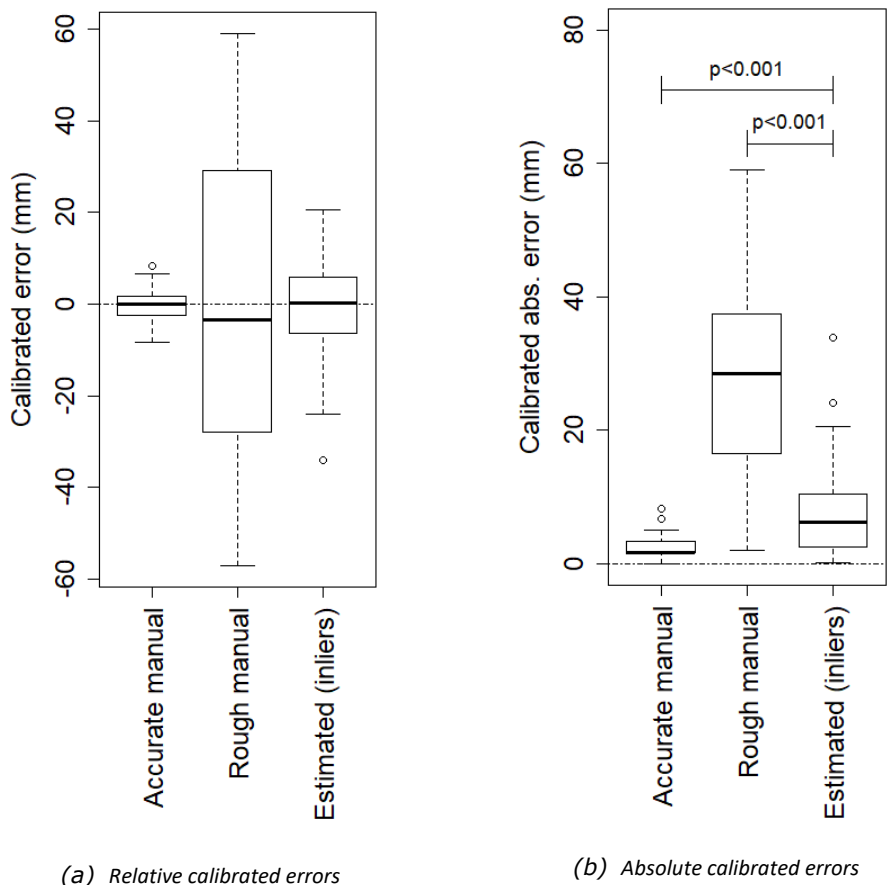 Calibrated error (mm)
60
40
20
0
-20
-40
-60
Accurate manual
Rough manual
Estimated (inliers)
(a) Relative calibrated errors
Calibrated abs. error (mm)
80
60
40
20
0
p<0.001
p<0.001
Accurate manual
Rough manual
Estimated (inliers)
(b) Absolute calibrated errors